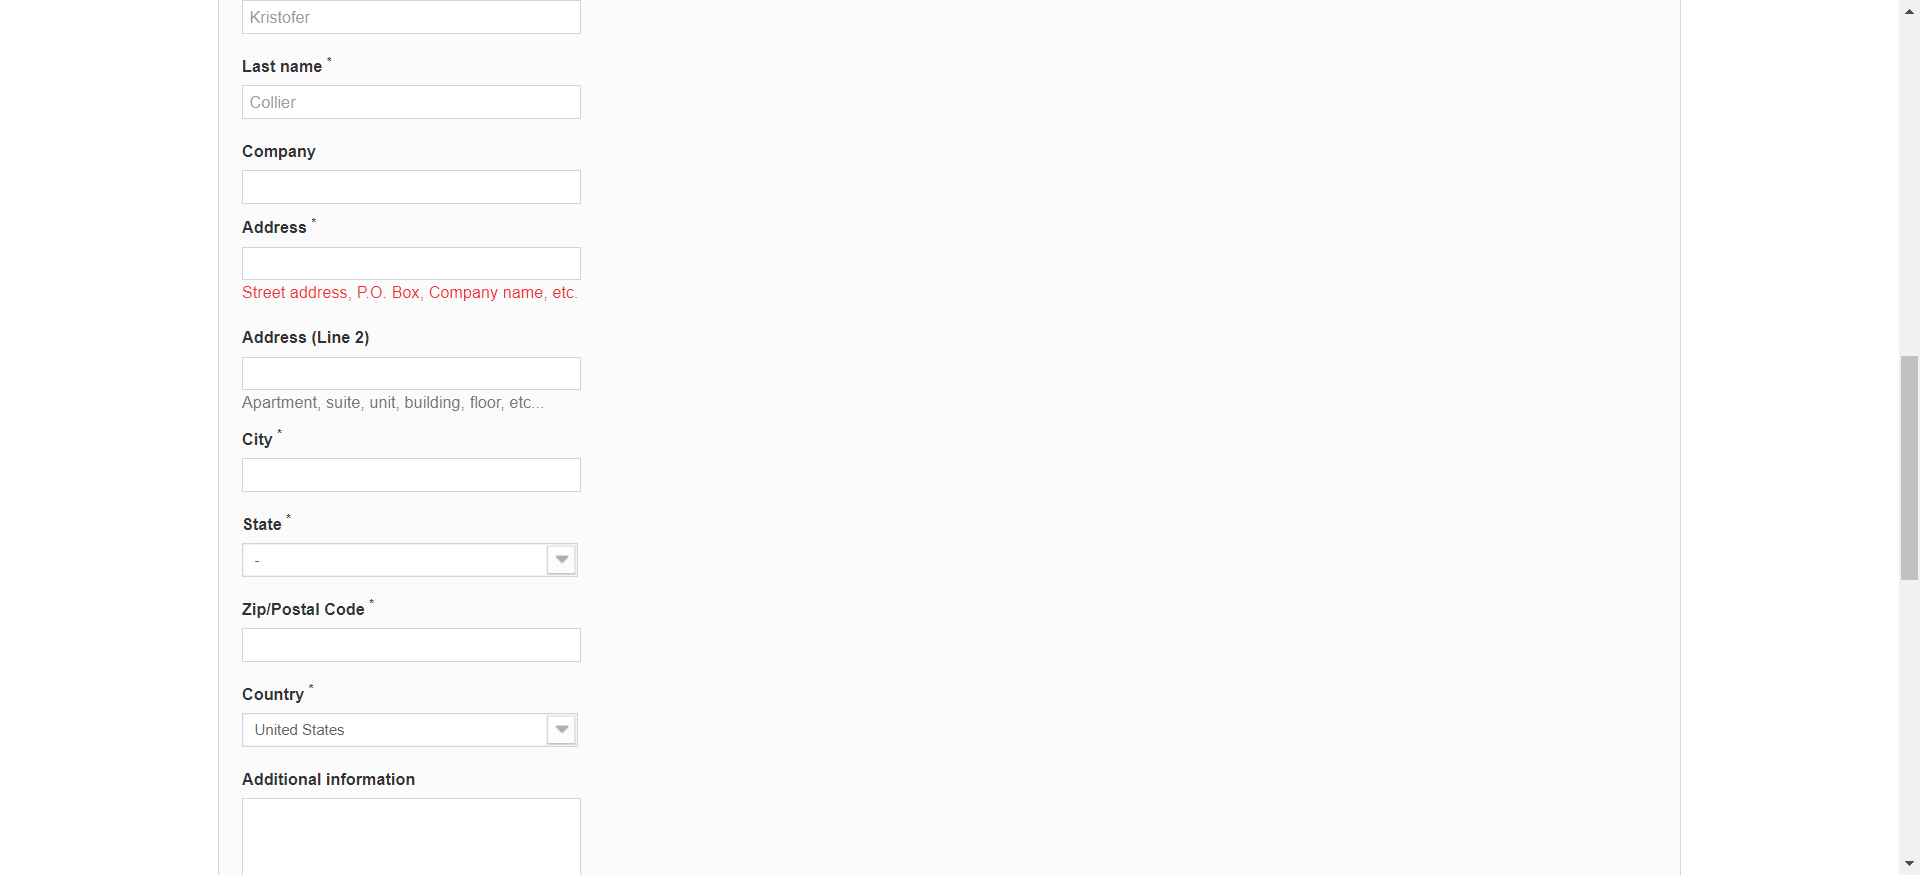 Kristofer
Last name *
Collier
Company
Address *
Street address, P.O. Box, Company name, etc.
Address (Line 2)
Apartment, suite, unit, building, floor, etc...
City *
State *
-
Zip/Postal Code *
Country *
United States
Additional information